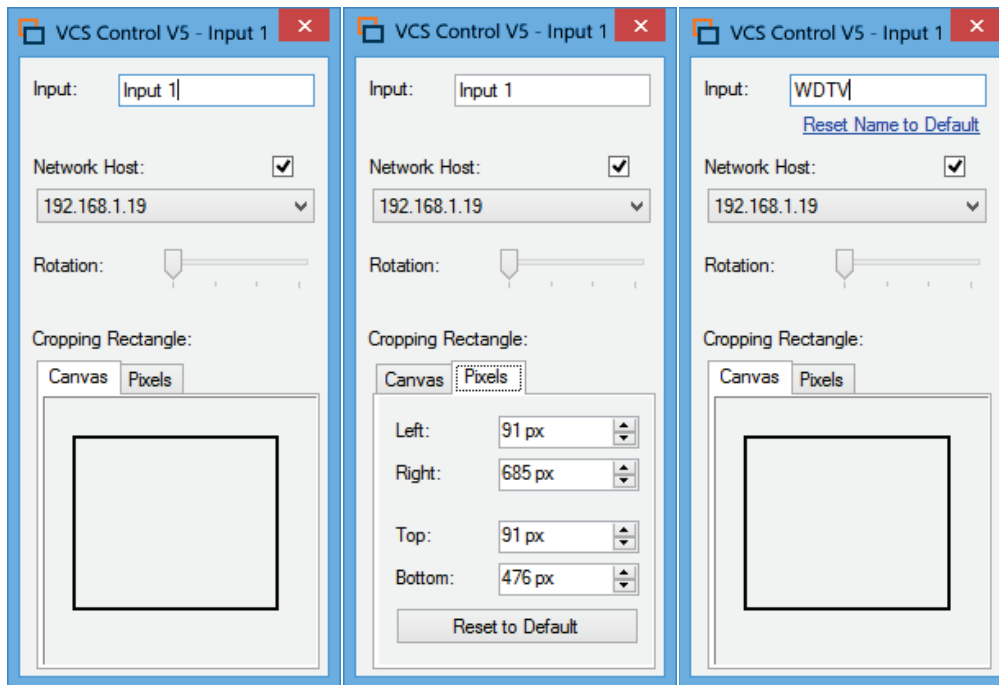 VCS Control V5 - Input 1
Input: Input 1
Network Host:
192.168.1.19
Rotation:
Cropping Rectangle:
Canvas Pixels
VCS Control V5 - Input 1
Input: Input 1
Network Host:
192.168.1.19
Rotation:
Cropping Rectangle:
Canvas Pixels
Left: 91 px
Right: 685 px
Top: 91 px
Bottom: 476 px
Reset to Default
VCS Control V5 - Input 1
Input: WDTV
Reset Name to Default
Network Host:
192.168.1.19
Rotation:
Cropping Rectangle:
Canvas Pixels